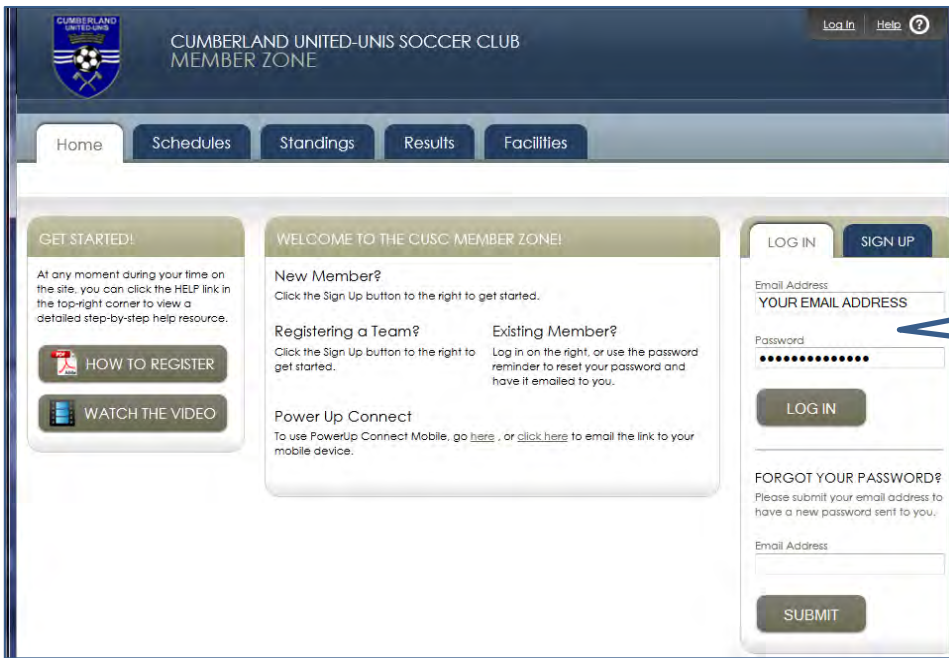 CUMBERLAND
UNITED-UNIS
CUMBERLAND UNITED-UNIS SOCCER CLUB
MEMBER ZONE
Log In
Help ?
Home
Schedules
Standings
Results
Facilities
GET STARTED!
At any moment during your time on
the site, you can click the HELP link in
the top-right corner to view a
detailed step-by-step help resource.
PDF
HOW TO REGISTER
WATCH THE VIDEO
WELCOME TO THE CUSC MEMBER ZONE!
New Member?
Click the Sign Up button to the right to get started.
Registering a Team?
Click the Sign Up button to the right to
get started.
Existing Member?
Log in on the right, or use the password
reminder to reset your password and
have it emailed to you.
Power Up Connect
To use PowerUp Connect Mobile, go here , or click here to email the link to your
mobile device.
LOG IN
SIGN UP
Email Address
YOUR EMAIL ADDRESS
Password
••••••••••••••
LOG IN
FORGOT YOUR PASSWORD?
Please submit your email address to
have a new password sent to you.
Email Address
SUBMIT